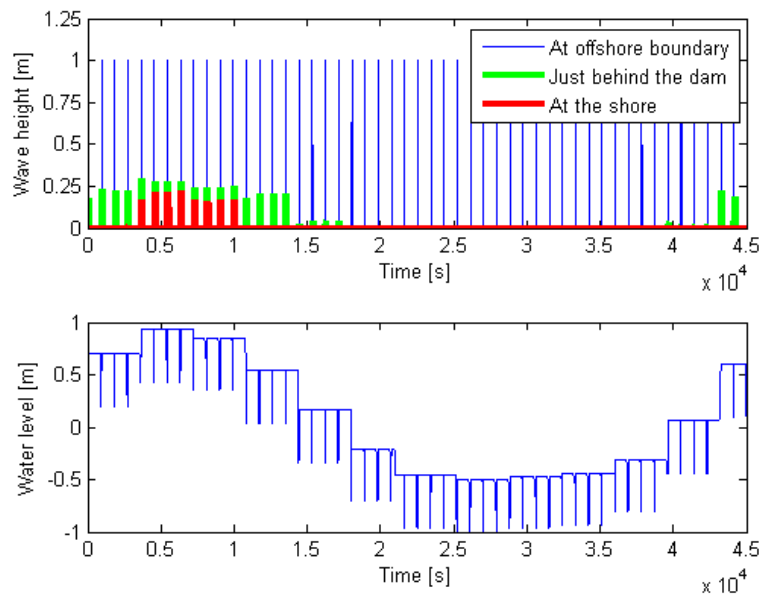 1.25
1
0.75
0.5
0.25
0
Wave height [m]
At offshore boundary
Just behind the dam
At the shore
0 0.5 1 1.5 2 2.5 3 3.5 4 4.5
Time [s]
x 10^4
1
0.5
0
-0.5
-1
Water level [m]
0 0.5 1 1.5 2 2.5 3 3.5 4 4.5
Time [s]
x 10^4